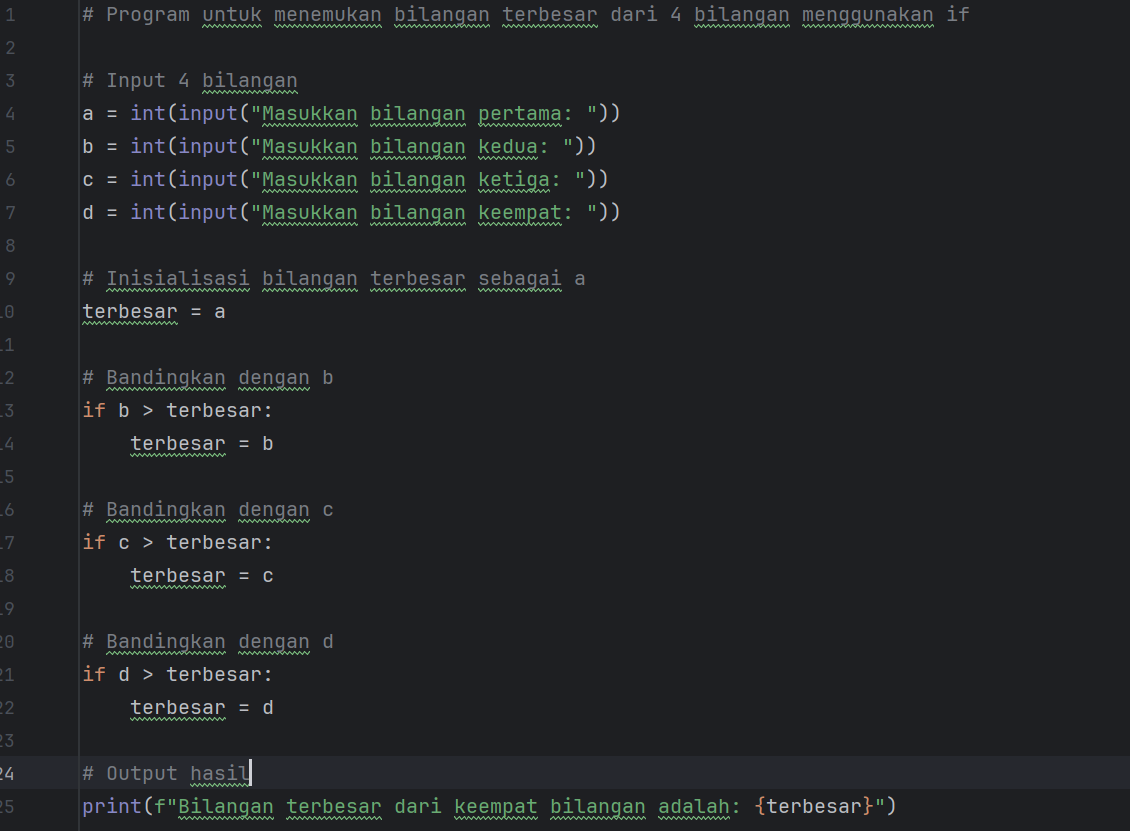 1 # Program untuk menemukan bilangan terbesar dari 4 bilangan menggunakan if
2
3 # Input 4 bilangan
4 a = int(input("Masukkan bilangan pertama: "))
5 b = int(input("Masukkan bilangan kedua: "))
6 c = int(input("Masukkan bilangan ketiga: "))
7 d = int(input("Masukkan bilangan keempat: "))
8
9 # Inisialisasi bilangan terbesar sebagai a
10 terbesar = a
11
12 # Bandingkan dengan b
13 if b > terbesar:
14     terbesar = b
15
16 # Bandingkan dengan c
17 if c > terbesar:
18     terbesar = c
19
20 # Bandingkan dengan d
21 if d > terbesar:
22     terbesar = d
23
24 # Output hasil
25 print(f"Bilangan terbesar dari keempat bilangan adalah: {terbesar}")